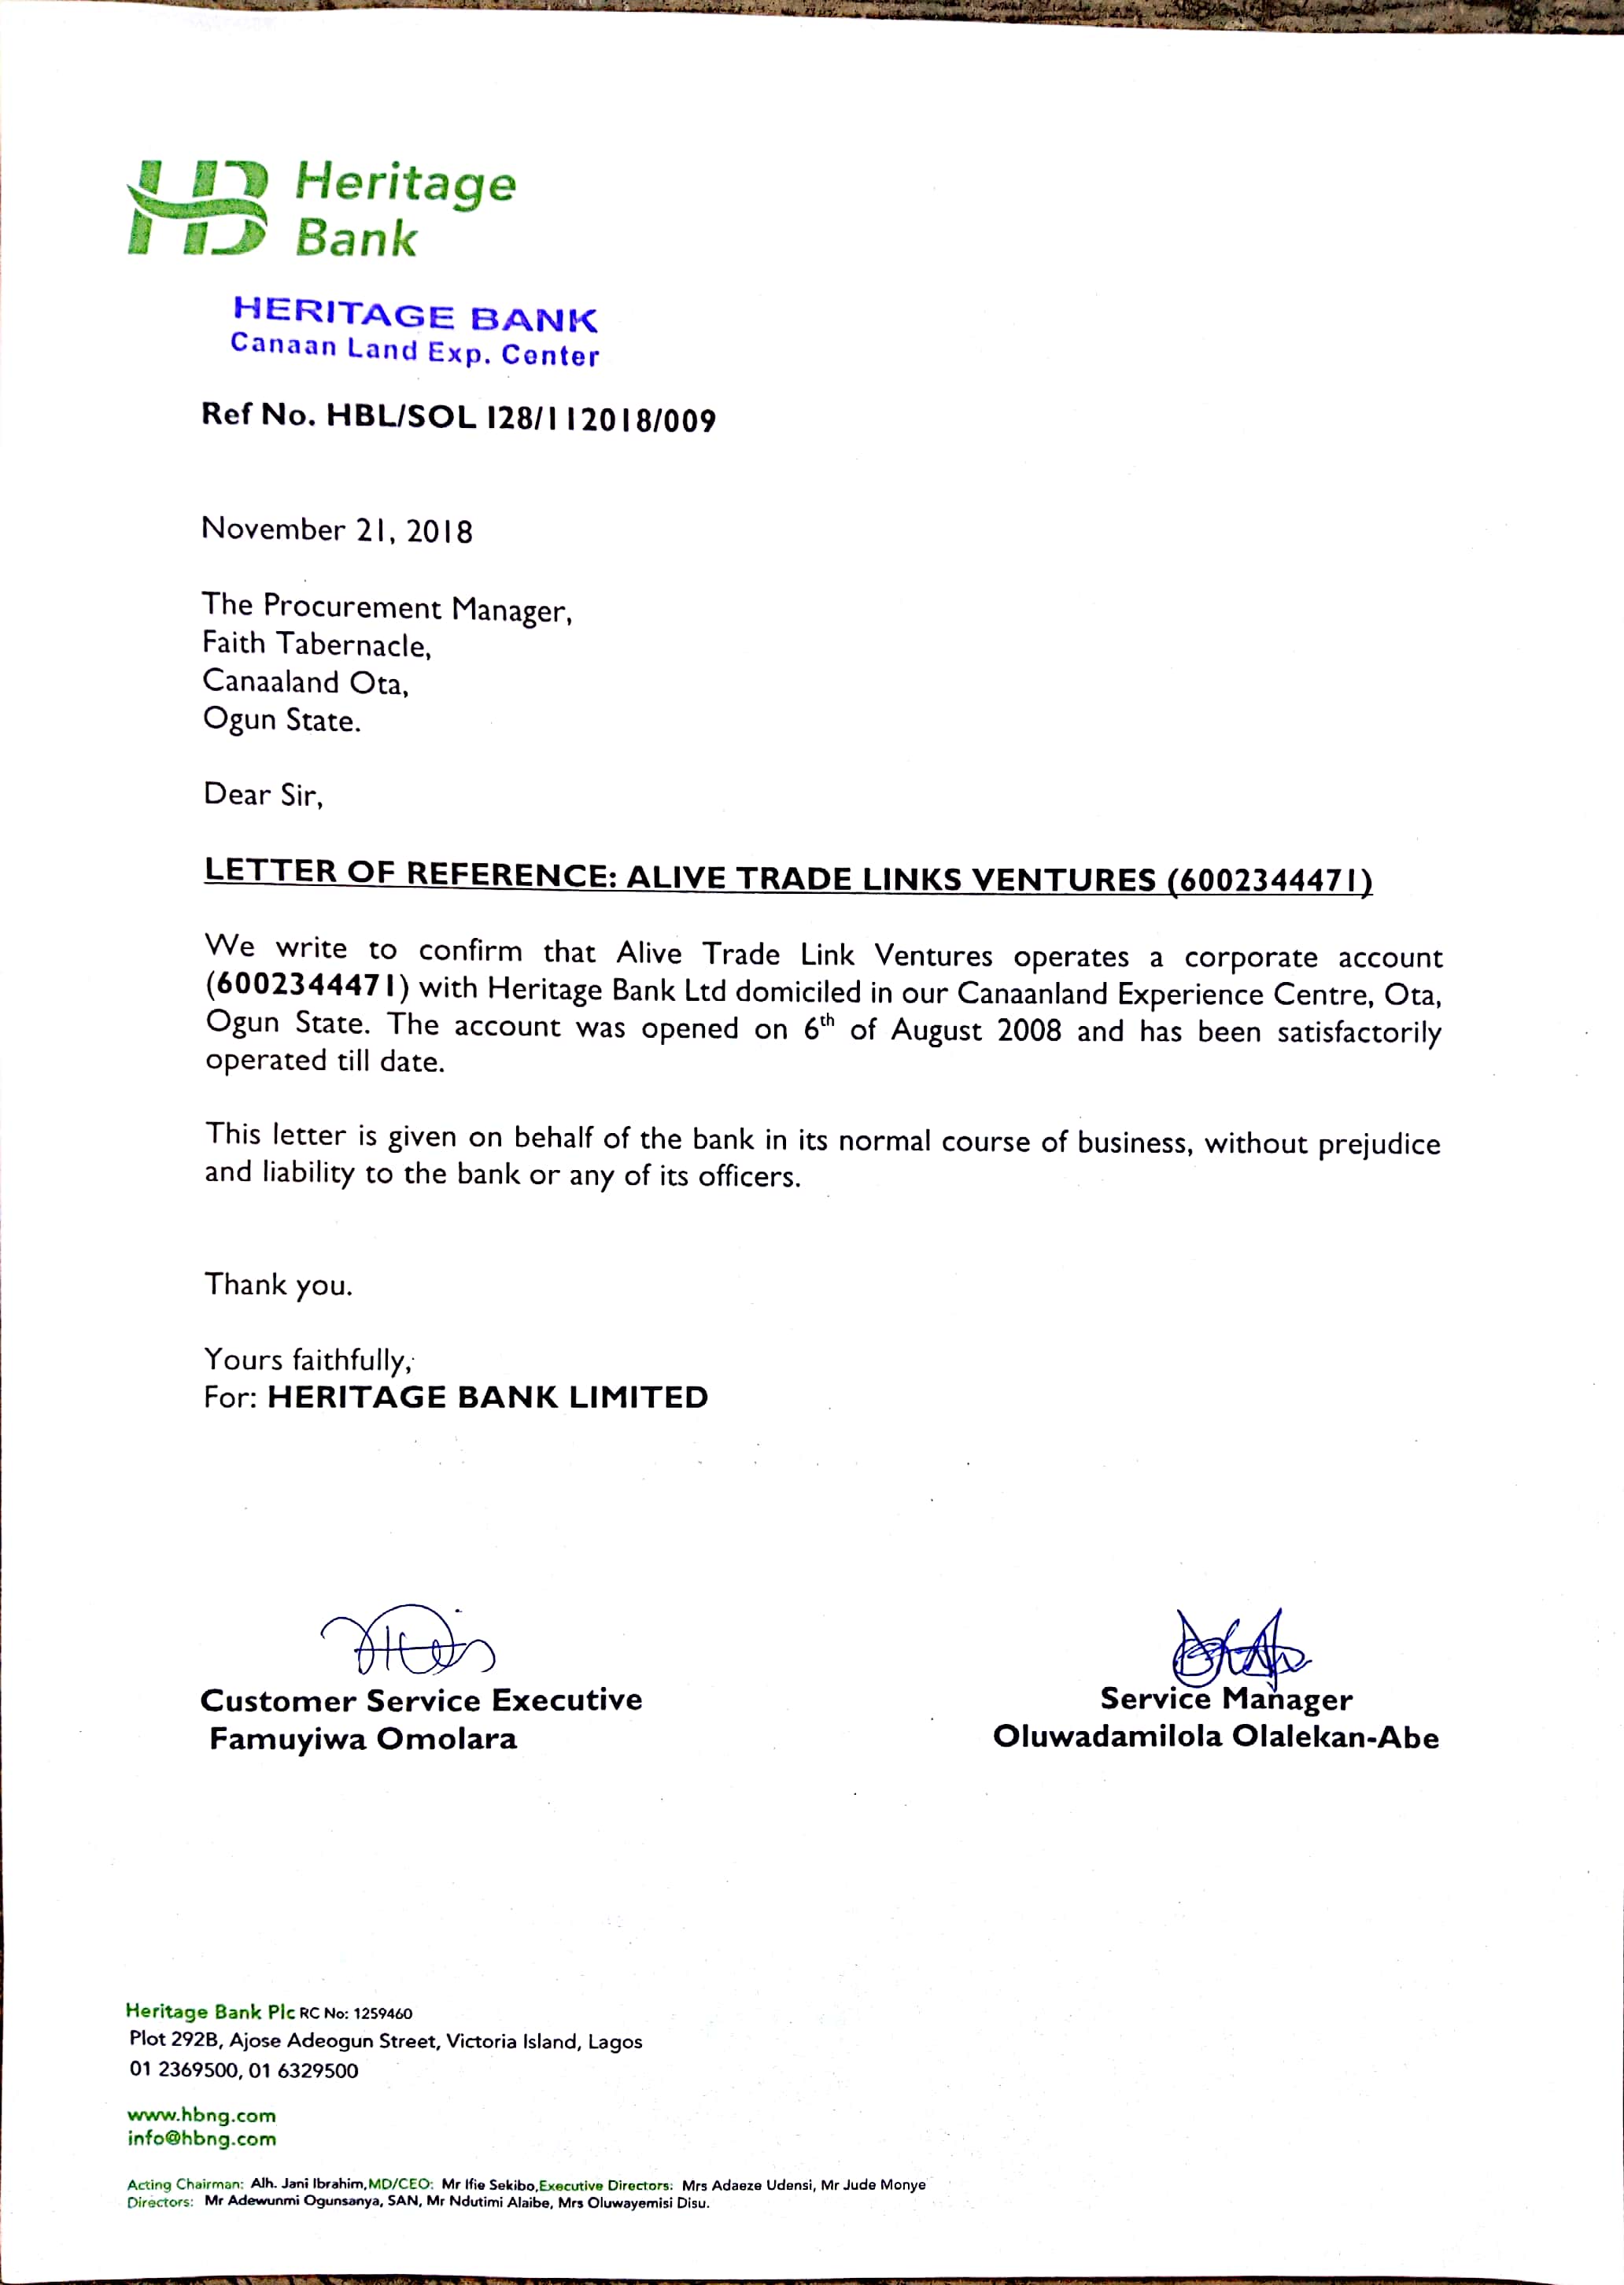 Heritage
Bank
HERITAGE BANK
Canaan Land Exp. Center
Ref No. HBL/SOL 128/112018/009
November 21, 2018
The Procurement Manager,
Faith Tabernacle,
Canaaland Ota,
Ogun State.
Dear Sir,
LETTER OF REFERENCE: ALIVE TRADE LINKS VENTURES (6002344471)
We write to confirm that Alive Trade Link Ventures operates a corporate account
(6002344471) with Heritage Bank Ltd domiciled in our Canaanland Experience Centre, Ota,
Ogun State. The account was opened on 6th of August 2008 and has been satisfactorily
operated till date.
This letter is given on behalf of the bank in its normal course of business, without prejudice
and liability to the bank or any of its officers.
Thank you.
Yours faithfully,
For: HERITAGE BANK LIMITED
Customer Service Executive
Famuyiwa Omolara
Service Manager
Oluwadamilola Olalekan-Abe
Heritage Bank Plc RC No: 1259460
Plot 292B, Ajose Adeogun Street, Victoria Island, Lagos
01 2369500, 01 6329500
www.hbng.com
info@hbng.com
Acting Chairman: Alh. Jani Ibrahim, MD/CEO: Mr Ifie Sekibo, Executive Directors: Mrs Adaeze Udensi, Mr Jude Monye
Directors: Mr Adewunmi Ogunsanya, SAN, Mr Ndutimi Alaibe, Mrs Oluwayemisi Disu.